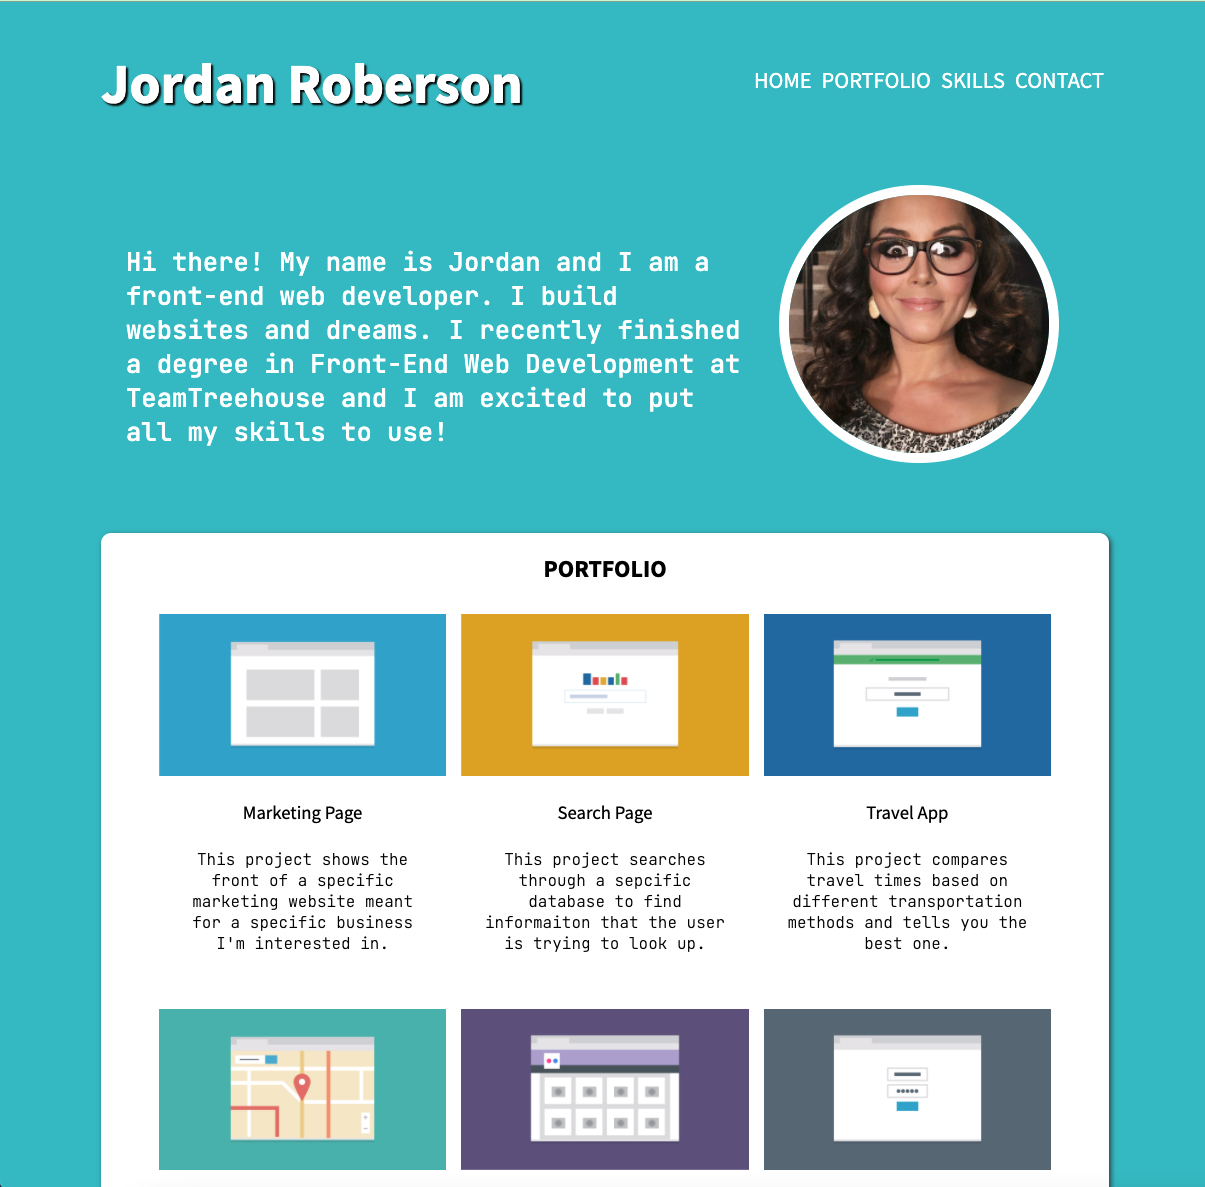 Jordan Roberson
HOME PORTFOLIO SKILLS CONTACT
Hi there! My name is Jordan and I am a
front-end web developer. I build
websites and dreams. I recently finished
a degree in Front-End Web Development at
TeamTreehouse and I am excited to put
all my skills to use!
PORTFOLIO
Marketing Page
This project shows the
front of a specific
marketing website meant
for a specific business
I'm interested in.
Search Page
This project searches
through a sepcific
database to find
informaiton that the user
is trying to look up.
Travel App
This project compares
travel times based on
different transportation
methods and tells you the
best one.